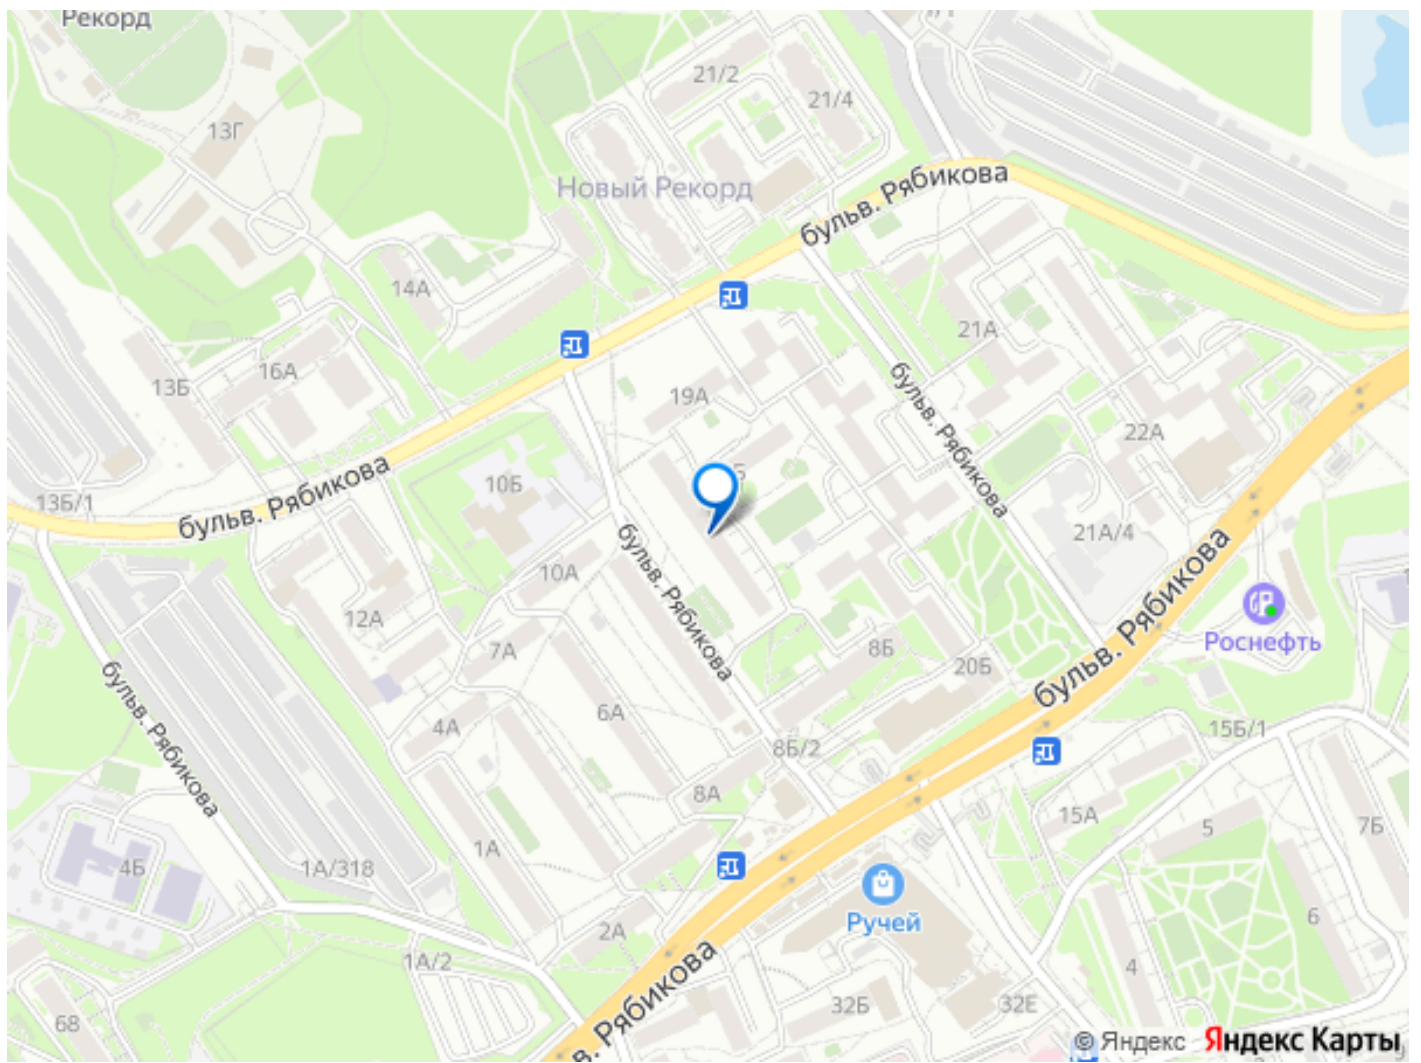 Рекорд
21/2
21/4
13Г
Новый Рекорд
бульв. Рябикова
14А
21А
16А
13Б
19А
бульв. Рябикова
22А
Б
10Б
бульв. Рябикова
13Б/1
21А/4
бульв. Рябикова
10А
бульв. Рябикова
12А
7А
8Б
Роснефть
20Б
бульв. Рябикова
6А
4А
15Б/1
8Б/2
8А
15А
5
7Б
1А
4Б
1А/318
Ручей
6
2А
1А/2
4
в. Рябикова
32Б
32Е
68
© Яндекс Яндекс Карты